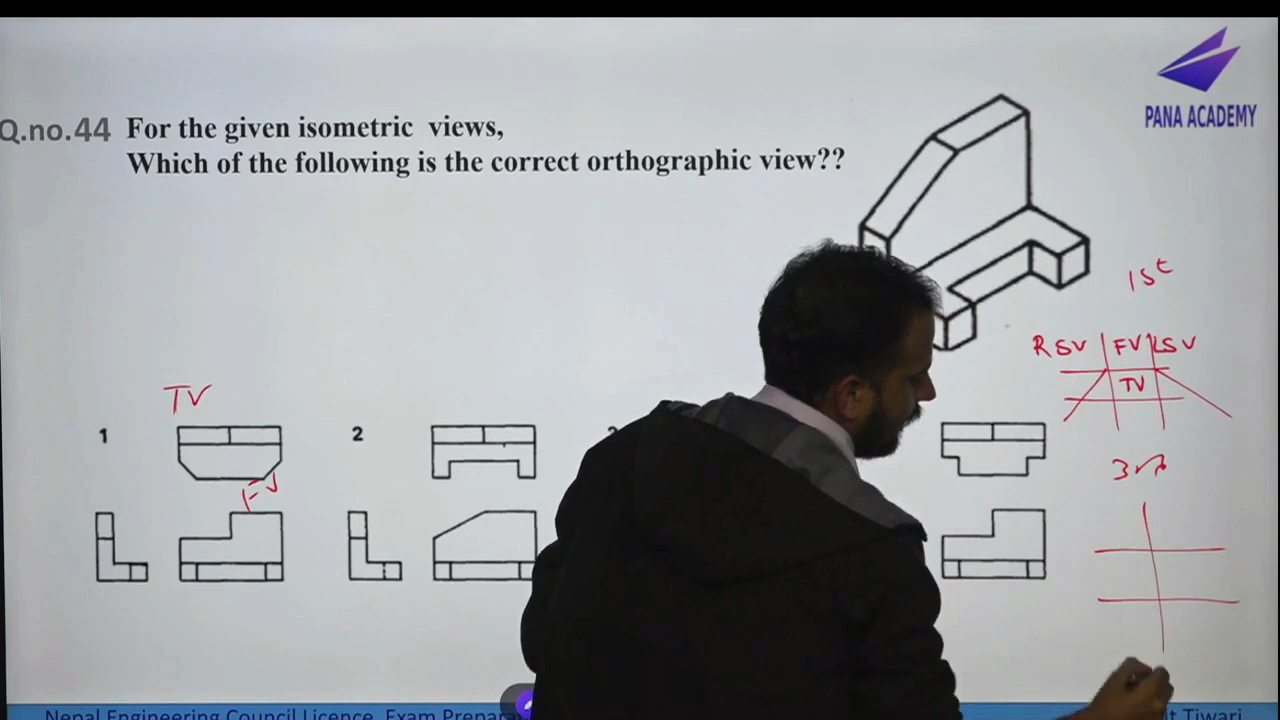 PANA ACADEMY
Q.no.44 For the given isometric views,
Which of the following is the correct orthographic view??
1st
RSV FV LSV
TV
TV
1
2
FV
3rd
Nepal Engineering Council Licence Exam
Tiwari